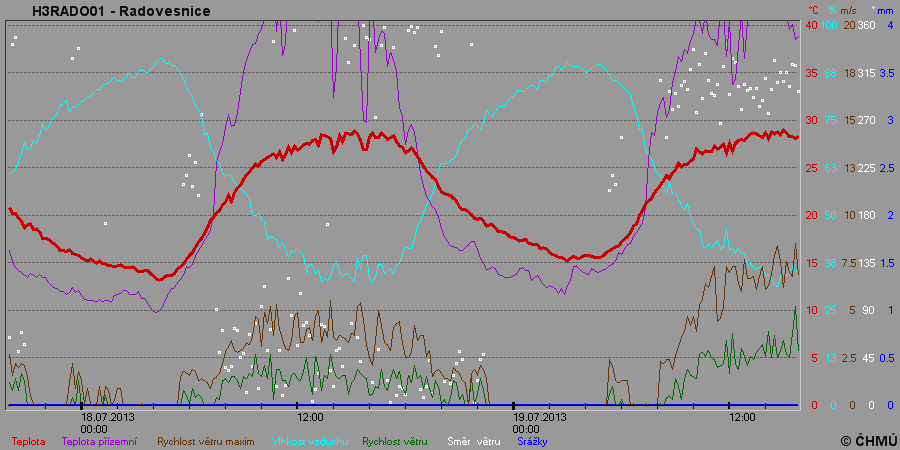 H3RADO01 - Radovesnice
°C % m/s ° mm
40 100 20 360 4
35 88 18 315 3.5
30 75 15 270 3
25 63 13 225 2.5
20 50 10 180 2
15 38 7.5 135 1.5
10 25 5 90 1
5 13 2.5 45 0.5
0 0 0 0 0
18.07.2013 12:00 19.07.2013 12:00
00:00 00:00
Teplota Teplota přízemní Rychlost větru maxim Vlhkost vzduchu Rychlost větru Směr větru Srážky © ČHMÚ